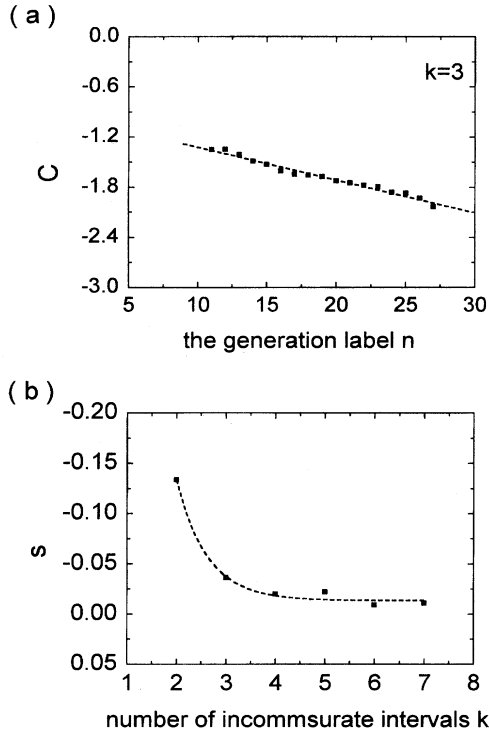 ( a )
0.0
k=3
-0.6
-1.2
C
-1.8
-2.4
-3.0
5 10 15 20 25 30
the generation label n
( b )
-0.20
-0.15
-0.10
s
-0.05
0.00
0.05
1 2 3 4 5 6 7 8
number of incommsurate intervals k